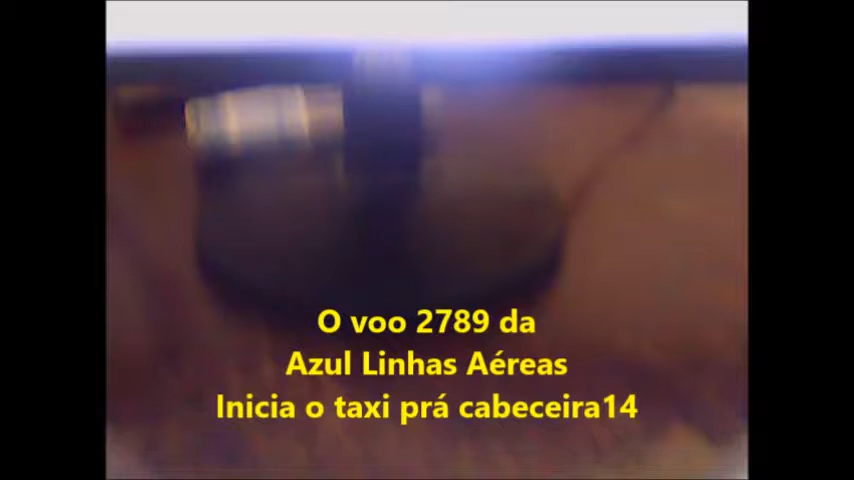 O voo 2789 da
Azul Linhas Aéreas
Inicia o taxi prá cabeceira14